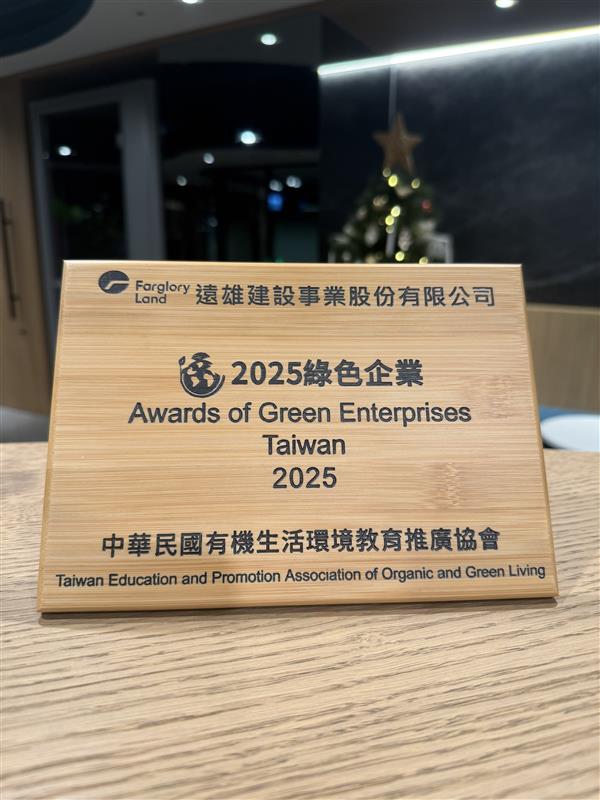 Farglory Land 遠雄建設事業股份有限公司
2025綠色企業
Awards of Green Enterprises
Taiwan
2025
中華民國有機生活環境教育推廣協會
Taiwan Education and Promotion Association of Organic and Green Living